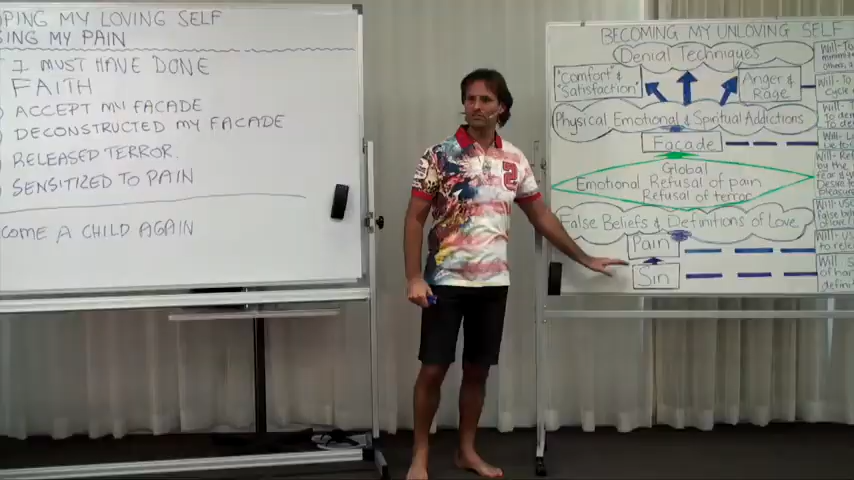 PING MY LOVING SELF
SING MY PAIN
I MUST HAVE DONE
FAITH
ACCEPT MY FACADE
DECONSTRUCTED MY FACADE
RELEASED TERROR.
SENSITIZED TO PAIN
COME A CHILD AGAIN
2
BECOMING MY UNLOVING SELF
Denial Techniques
"Comfort" &
"Satisfaction"
Anger &
Rage
Physical, Emotional & Spiritual Addictions
Façade
Global
Emotional Refusal of pain
Refusal of terror
False Beliefs & Definitions of Love
Pain
Sin